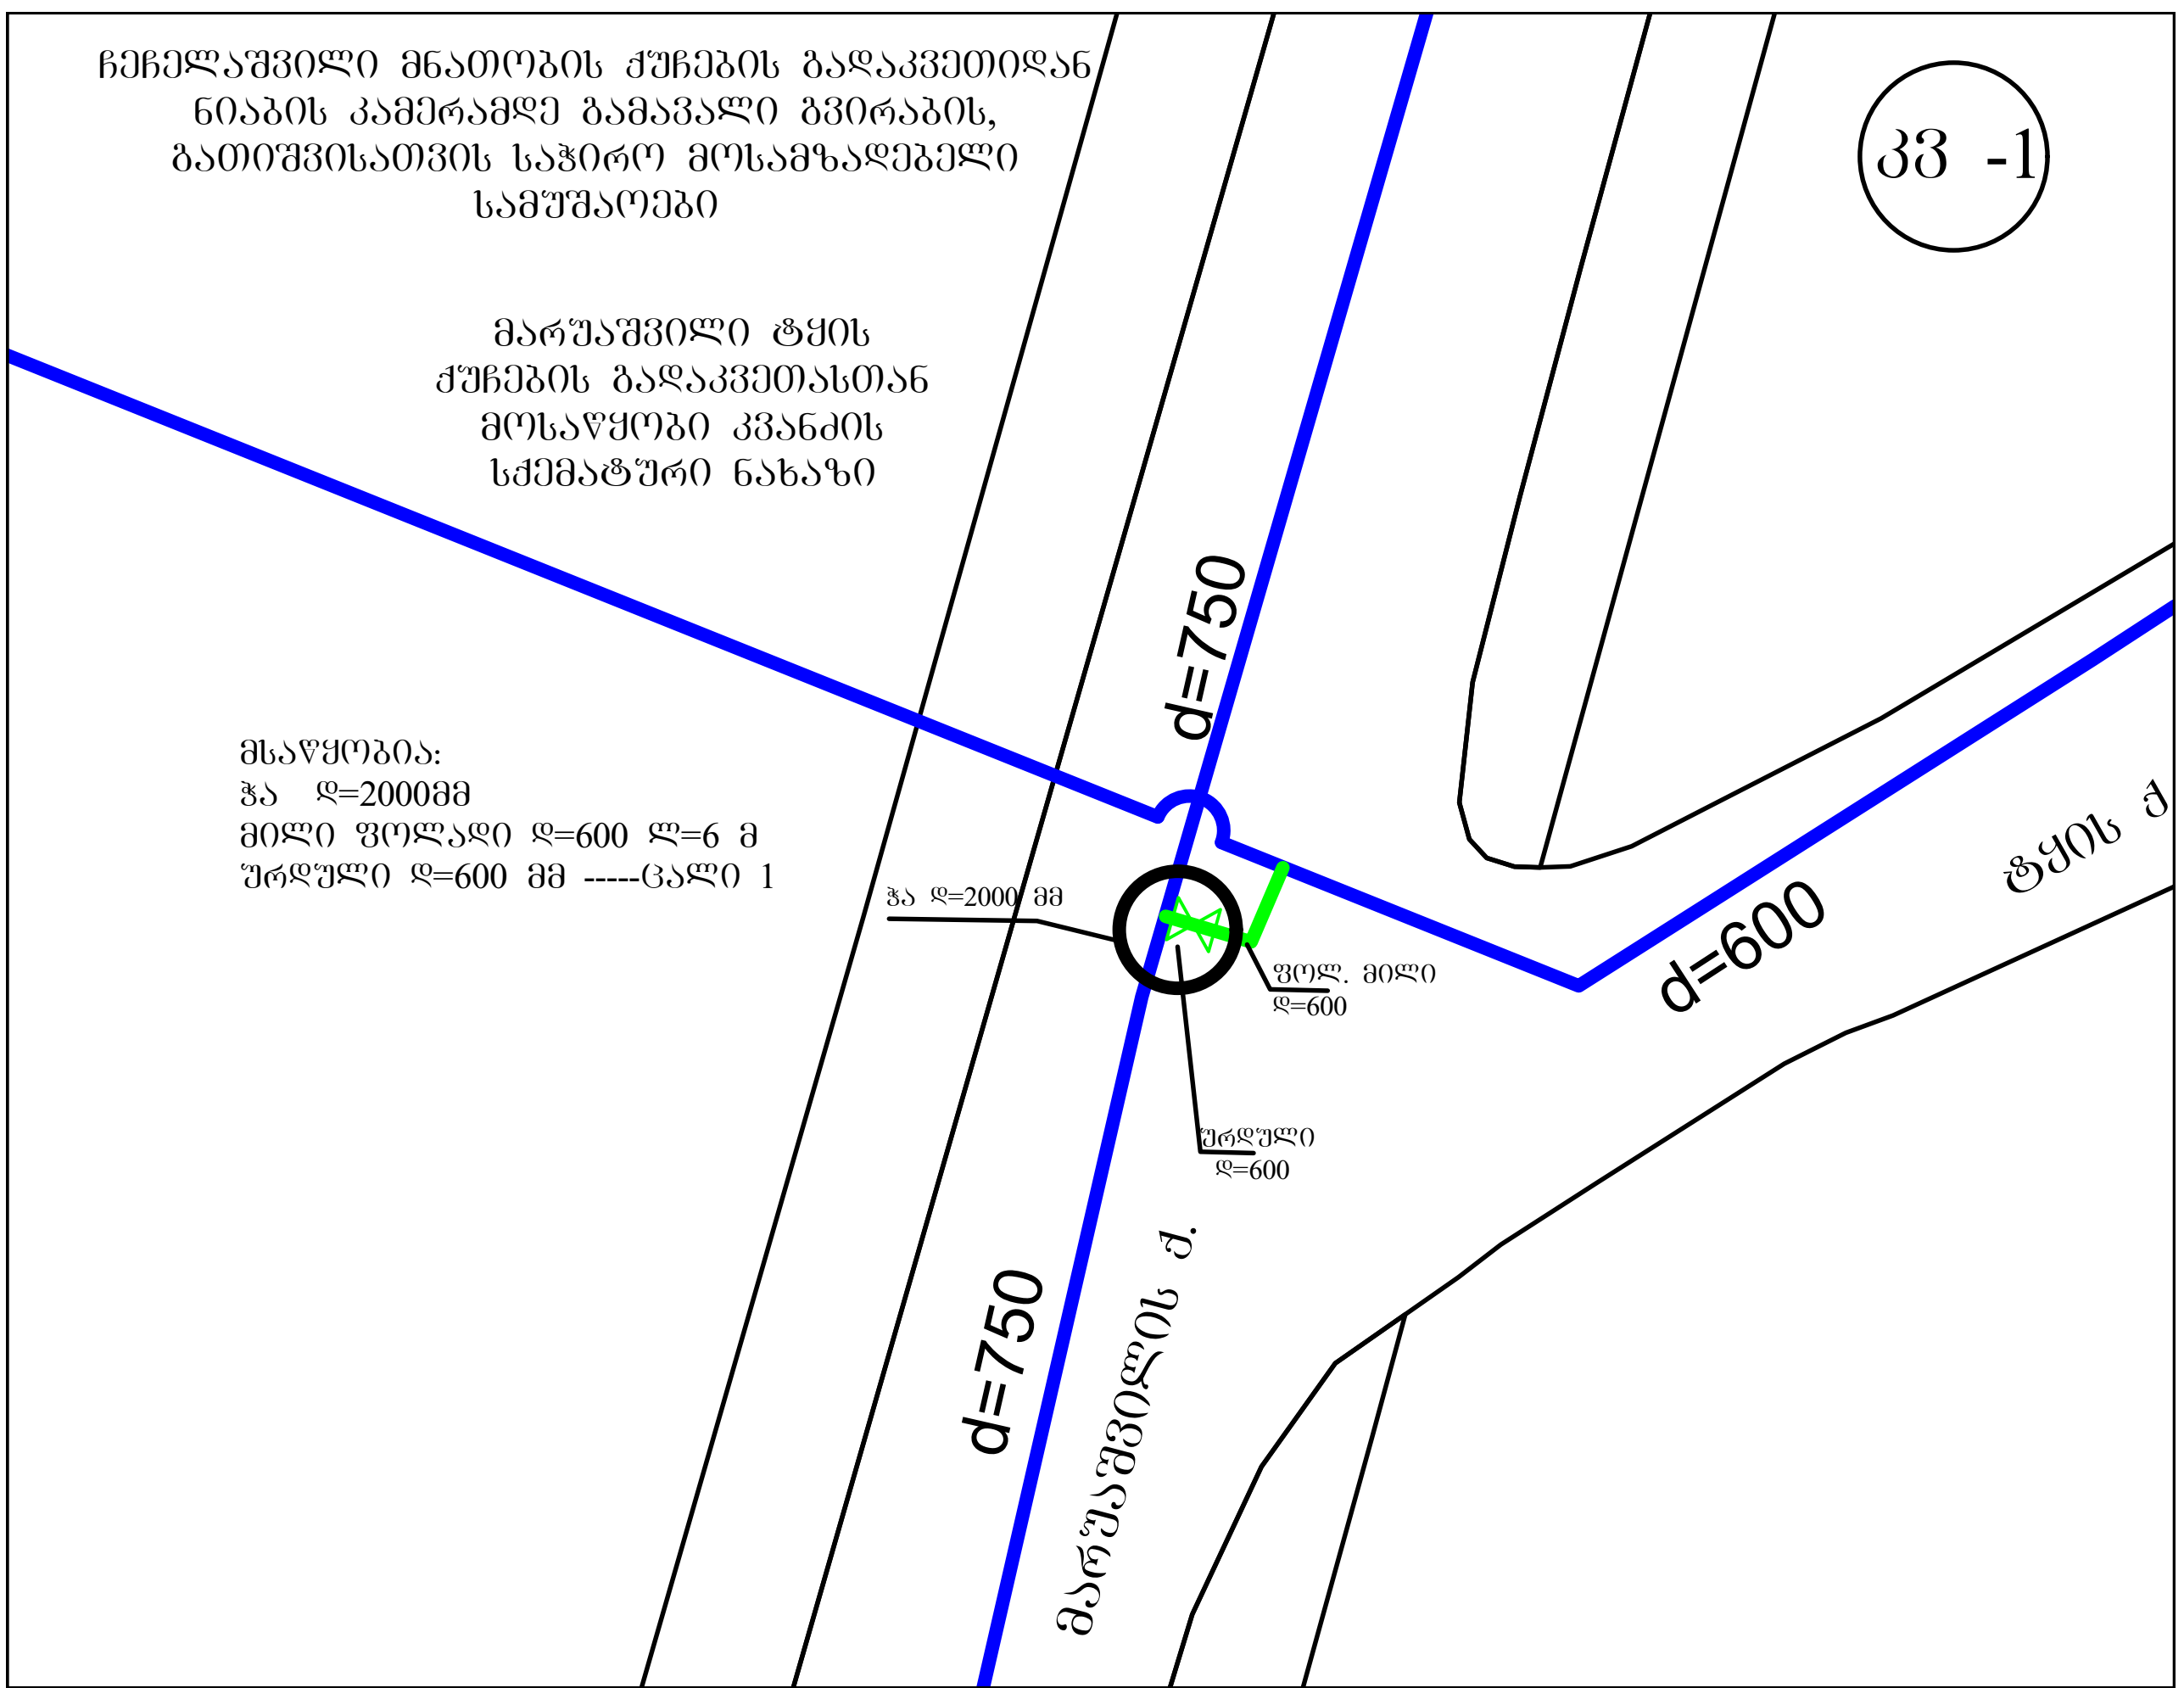 ჩეჩელაშვილი მნათობის ქუჩების გადაკვეთიდან
ნიაბის კამერამდე გამავალი გვირაბის,
გათიშვისათვის საჭირო მოსამზადებელი
სამუშაოები
კვ -1
მარუაშვილი ტყის
ქუჩების გადაკვეთასთან
მოსაწყობი კვანძის
სქემატური ნახაზი
d=750
მსაწყობია:
ჭა დ=2000მმ
მილი ფოლადი დ=600 ლ=6 მ
ურდული დ=600 მმ -----ცალი 1
ჭა დ=2000 მმ
ტყის ქ
d=600
ფოლ. მილი
დ=600
ურდული
დ=600
d=750
მარუაშვილის ქ.